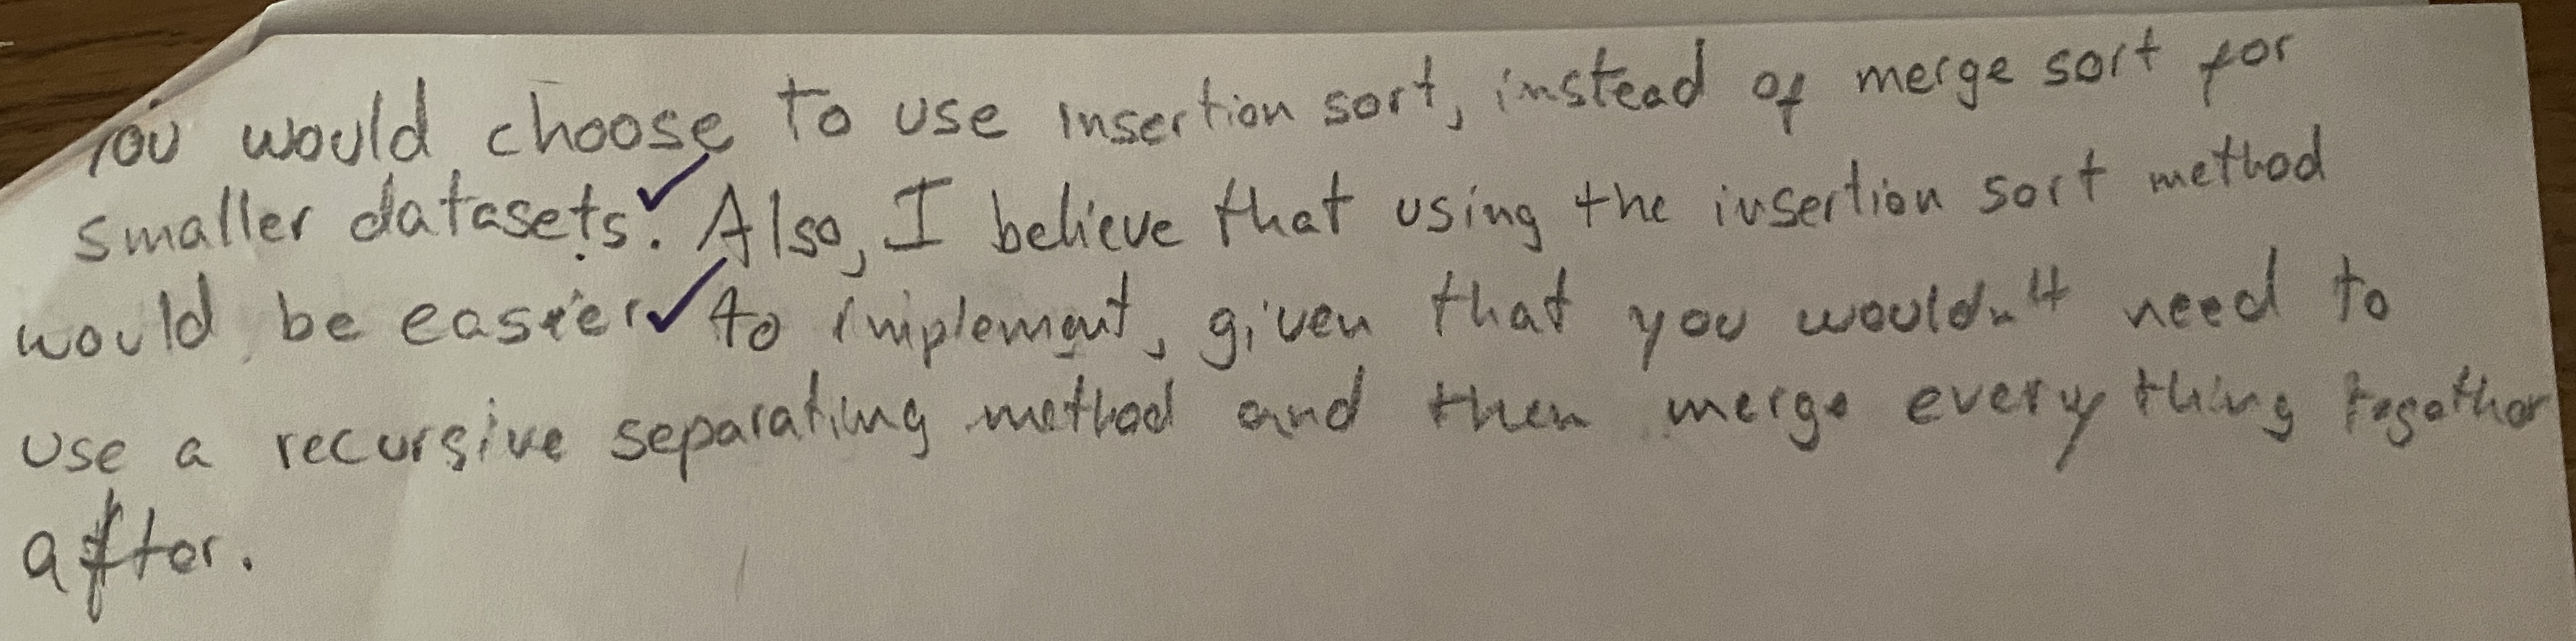 You would choose to use insertion sort, instead of merge sort for
smaller datasets. Also, I believe that using the insertion sort method
would be easier to implement, given that you wouldn't need to
use a recursive separating method and then merge everything together
after.